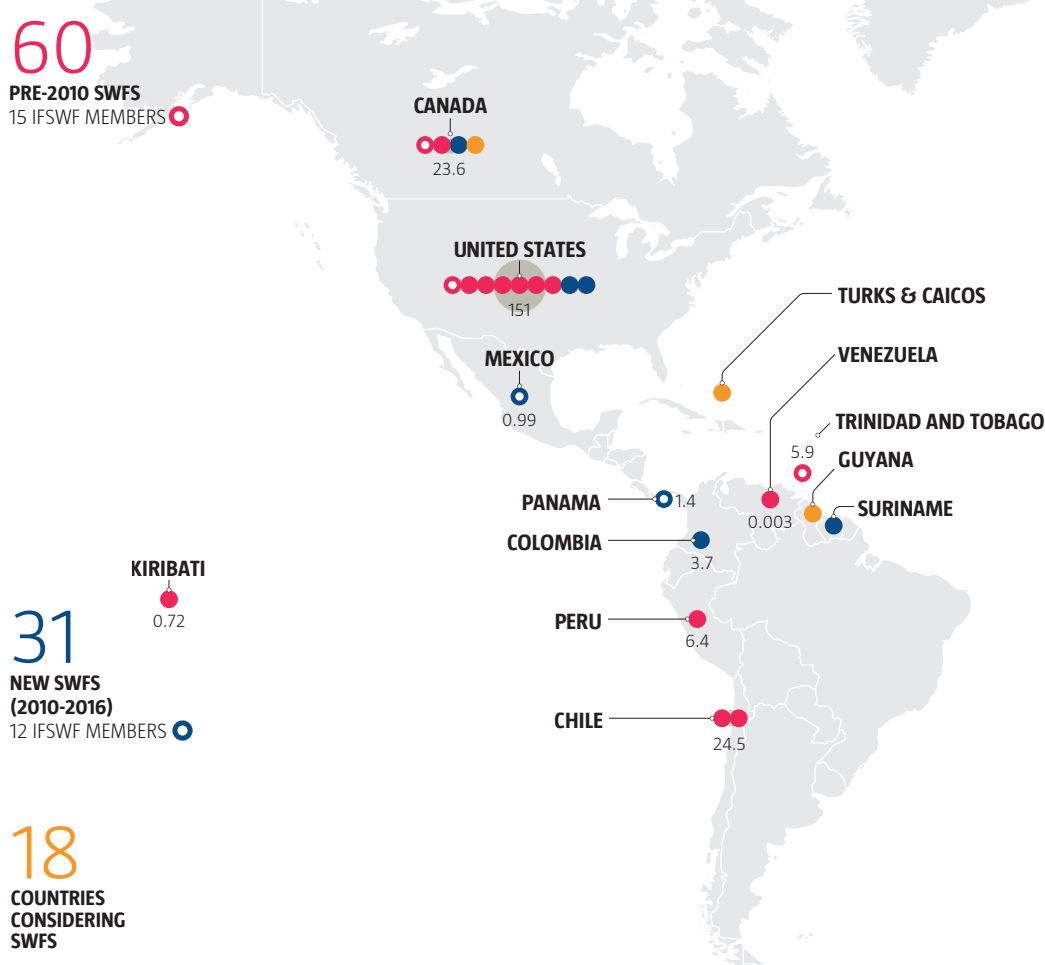 60
PRE-2010 SWFS
15 IFSWF MEMBERS
CANADA
23.6
UNITED STATES
151
TURKS & CAICOS
VENEZUELA
MEXICO
0.99
TRINIDAD AND TOBAGO
5.9
GUYANA
PANAMA
1.4
0.003
SURINAME
COLOMBIA
3.7
KIRIBATI
0.72
PERU
6.4
31
NEW SWFS
(2010-2016)
12 IFSWF MEMBERS
CHILE
24.5
18
COUNTRIES
CONSIDERING
SWFS